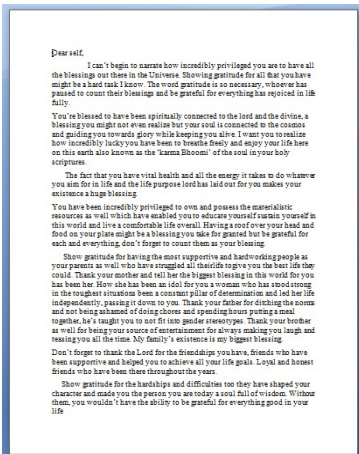 Dear self,
I can't begin to narrate how incredibly privileged you are to have all
the blessings out there in the Universe. Showing gratitude for all that you have
might be a hard task I know. The word gratitude is so necessary, whoever has
paused to count their blessings and be grateful for everything has rejoiced in life
fully.
You're blessed to have been spiritually connected to the lord and the divine, a
blessing you might not even realize but your soul is connected to the cosmos
and guiding you towards glory while keeping you alive. I want you to realize
how incredibly lucky you have been to breathe freely and enjoy your life here
on this earth also known as the 'karma Bhoomi' of the soul in your holy
scriptures.
The fact that you have vital health and all the energy it takes to do whatever
you aim for in life and the life purpose lord has laid out for you makes your
existence a huge blessing.
You have been incredibly privileged to own and possess the materialistic
resources as well which have enabled you to educate yourself sustain yourself in
this world and live a comfortable life overall. Having a roof over your head and
food on your plate might be a blessing you take for granted but be grateful for
each and everything, don't forget to count them as your blessing.
Show gratitude for having the most supportive and hardworking people as
your parents as well who have struggled all their life to give you the best life they
could. Thank your mother and tell her the biggest blessing in this world for you
has been her. How she has been an idol for you a woman who has stood strong
in the toughest situations been a constant pillar of determination and led her life
independently, passing it down to you. Thank your father for ditching the norms
and not being ashamed of doing chores and spending hours putting a meal
together, he's taught you to not fit into gender stereotypes. Thank your brother
as well for being your source of entertainment for always making you laugh and
teasing you all the time. My family's existence is my biggest blessing.
Don't forget to thank the Lord for the friendships you have, friends who have
been supportive and helped you to achieve all your life goals. Loyal and honest
friends who have been there throughout the years.
Show gratitude for the hardships and difficulties too they have shaped your
character and made you the person you are today a soul full of wisdom. Without
them, you wouldn't have the ability to be grateful for everything good in your
life